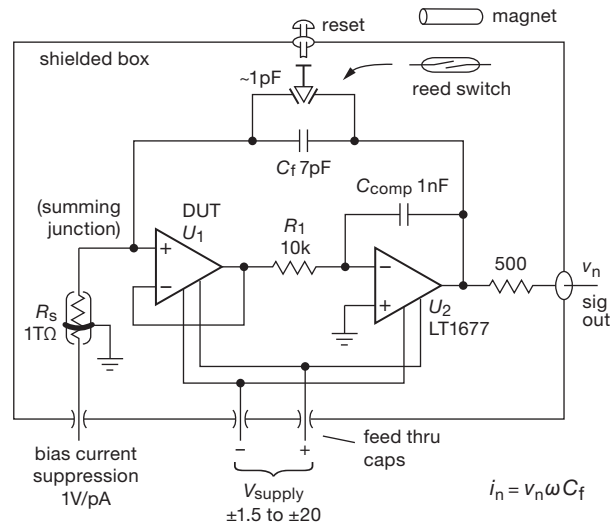 reset
magnet
shielded box
~1pF
reed switch
Cf 7pF
Ccomp 1nF
(summing junction)
DUT
U1
R1
10k
+
−
−
+
U2
LT1677
500
vn
sig
out
Rs
1TΩ
bias current
suppression
1V/pA
−
+
feed thru
caps
Vsupply
±1.5 to ±20
in = vnωCf